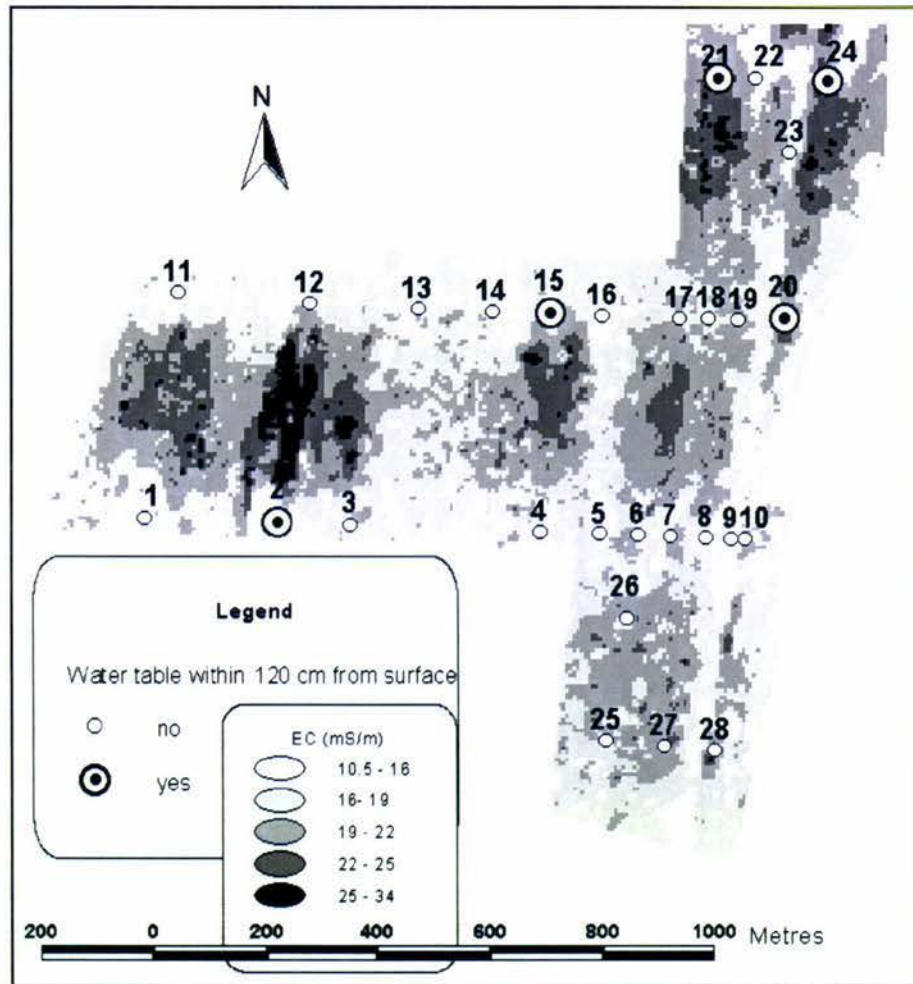 21 22 24
N
23
11 12 13 14 15 16 17 18 19 20
1 2 3 4 5 6 7 8 9 10
26
Legend
Water table within 120 cm from surface
no
yes
EC (mS/m)
10.5 - 16
16- 19
19 - 22
22 - 25
25 - 34
25 27 28
200 0 200 400 600 800 1000 Metres